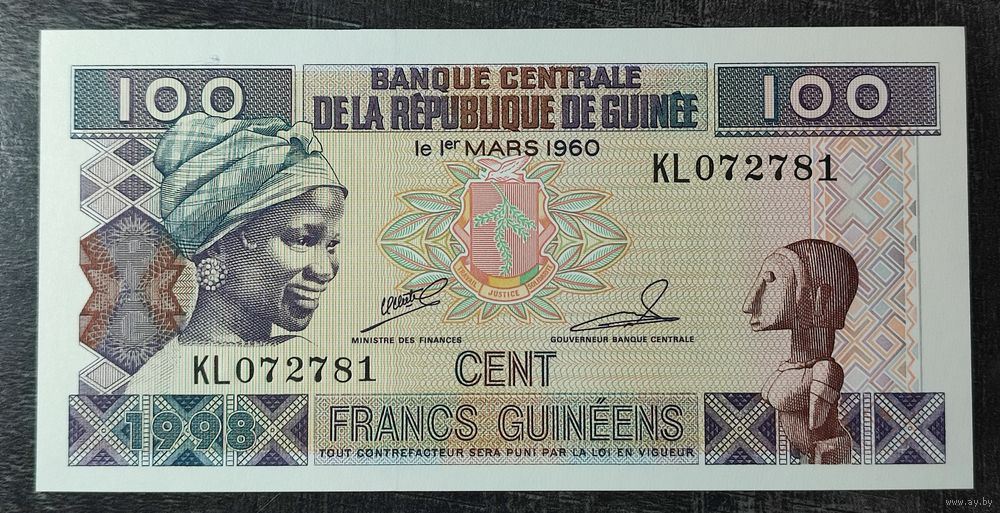 100 100
BANQUE CENTRALE
DE LA RÉPUBLIQUE DE GUINÉE
le 1er MARS 1960
KL072781
TRAVAIL JUSTICE SOLIDARITÉ
MINISTRE DES FINANCES GOUVERNEUR BANQUE CENTRALE
KL072781
CENT
1998
FRANCS GUINÉENS
TOUT CONTREFACTEUR SERA PUNI PAR LA LOI EN VIGUEUR
www.ay.by